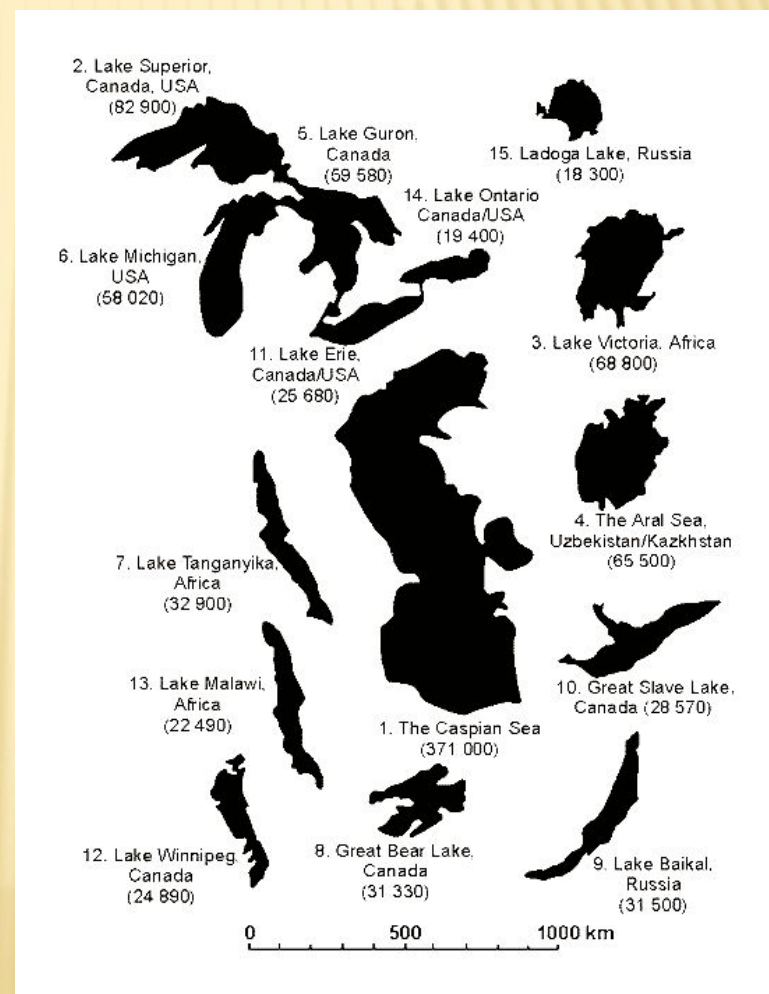 2. Lake Superior,
Canada, USA
(82 900)
5. Lake Guron,
Canada
(59 580)
15. Ladoga Lake, Russia
(18 300)
14. Lake Ontario
Canada/USA
(19 400)
6. Lake Michigan,
USA
(58 020)
3. Lake Victoria, Africa
(68 800)
11. Lake Erie,
Canada/USA
(25 680)
4. The Aral Sea,
Uzbekistan/Kazkhstan
(65 500)
7. Lake Tanganyika,
Africa
(32 900)
13. Lake Malawi,
Africa
(22 490)
10. Great Slave Lake,
Canada (28 570)
1. The Caspian Sea
(371 000)
12. Lake Winnipeg,
Canada
(24 890)
8. Great Bear Lake,
Canada
(31 330)
9. Lake Baikal,
Russia
(31 500)
0 500 1000 km